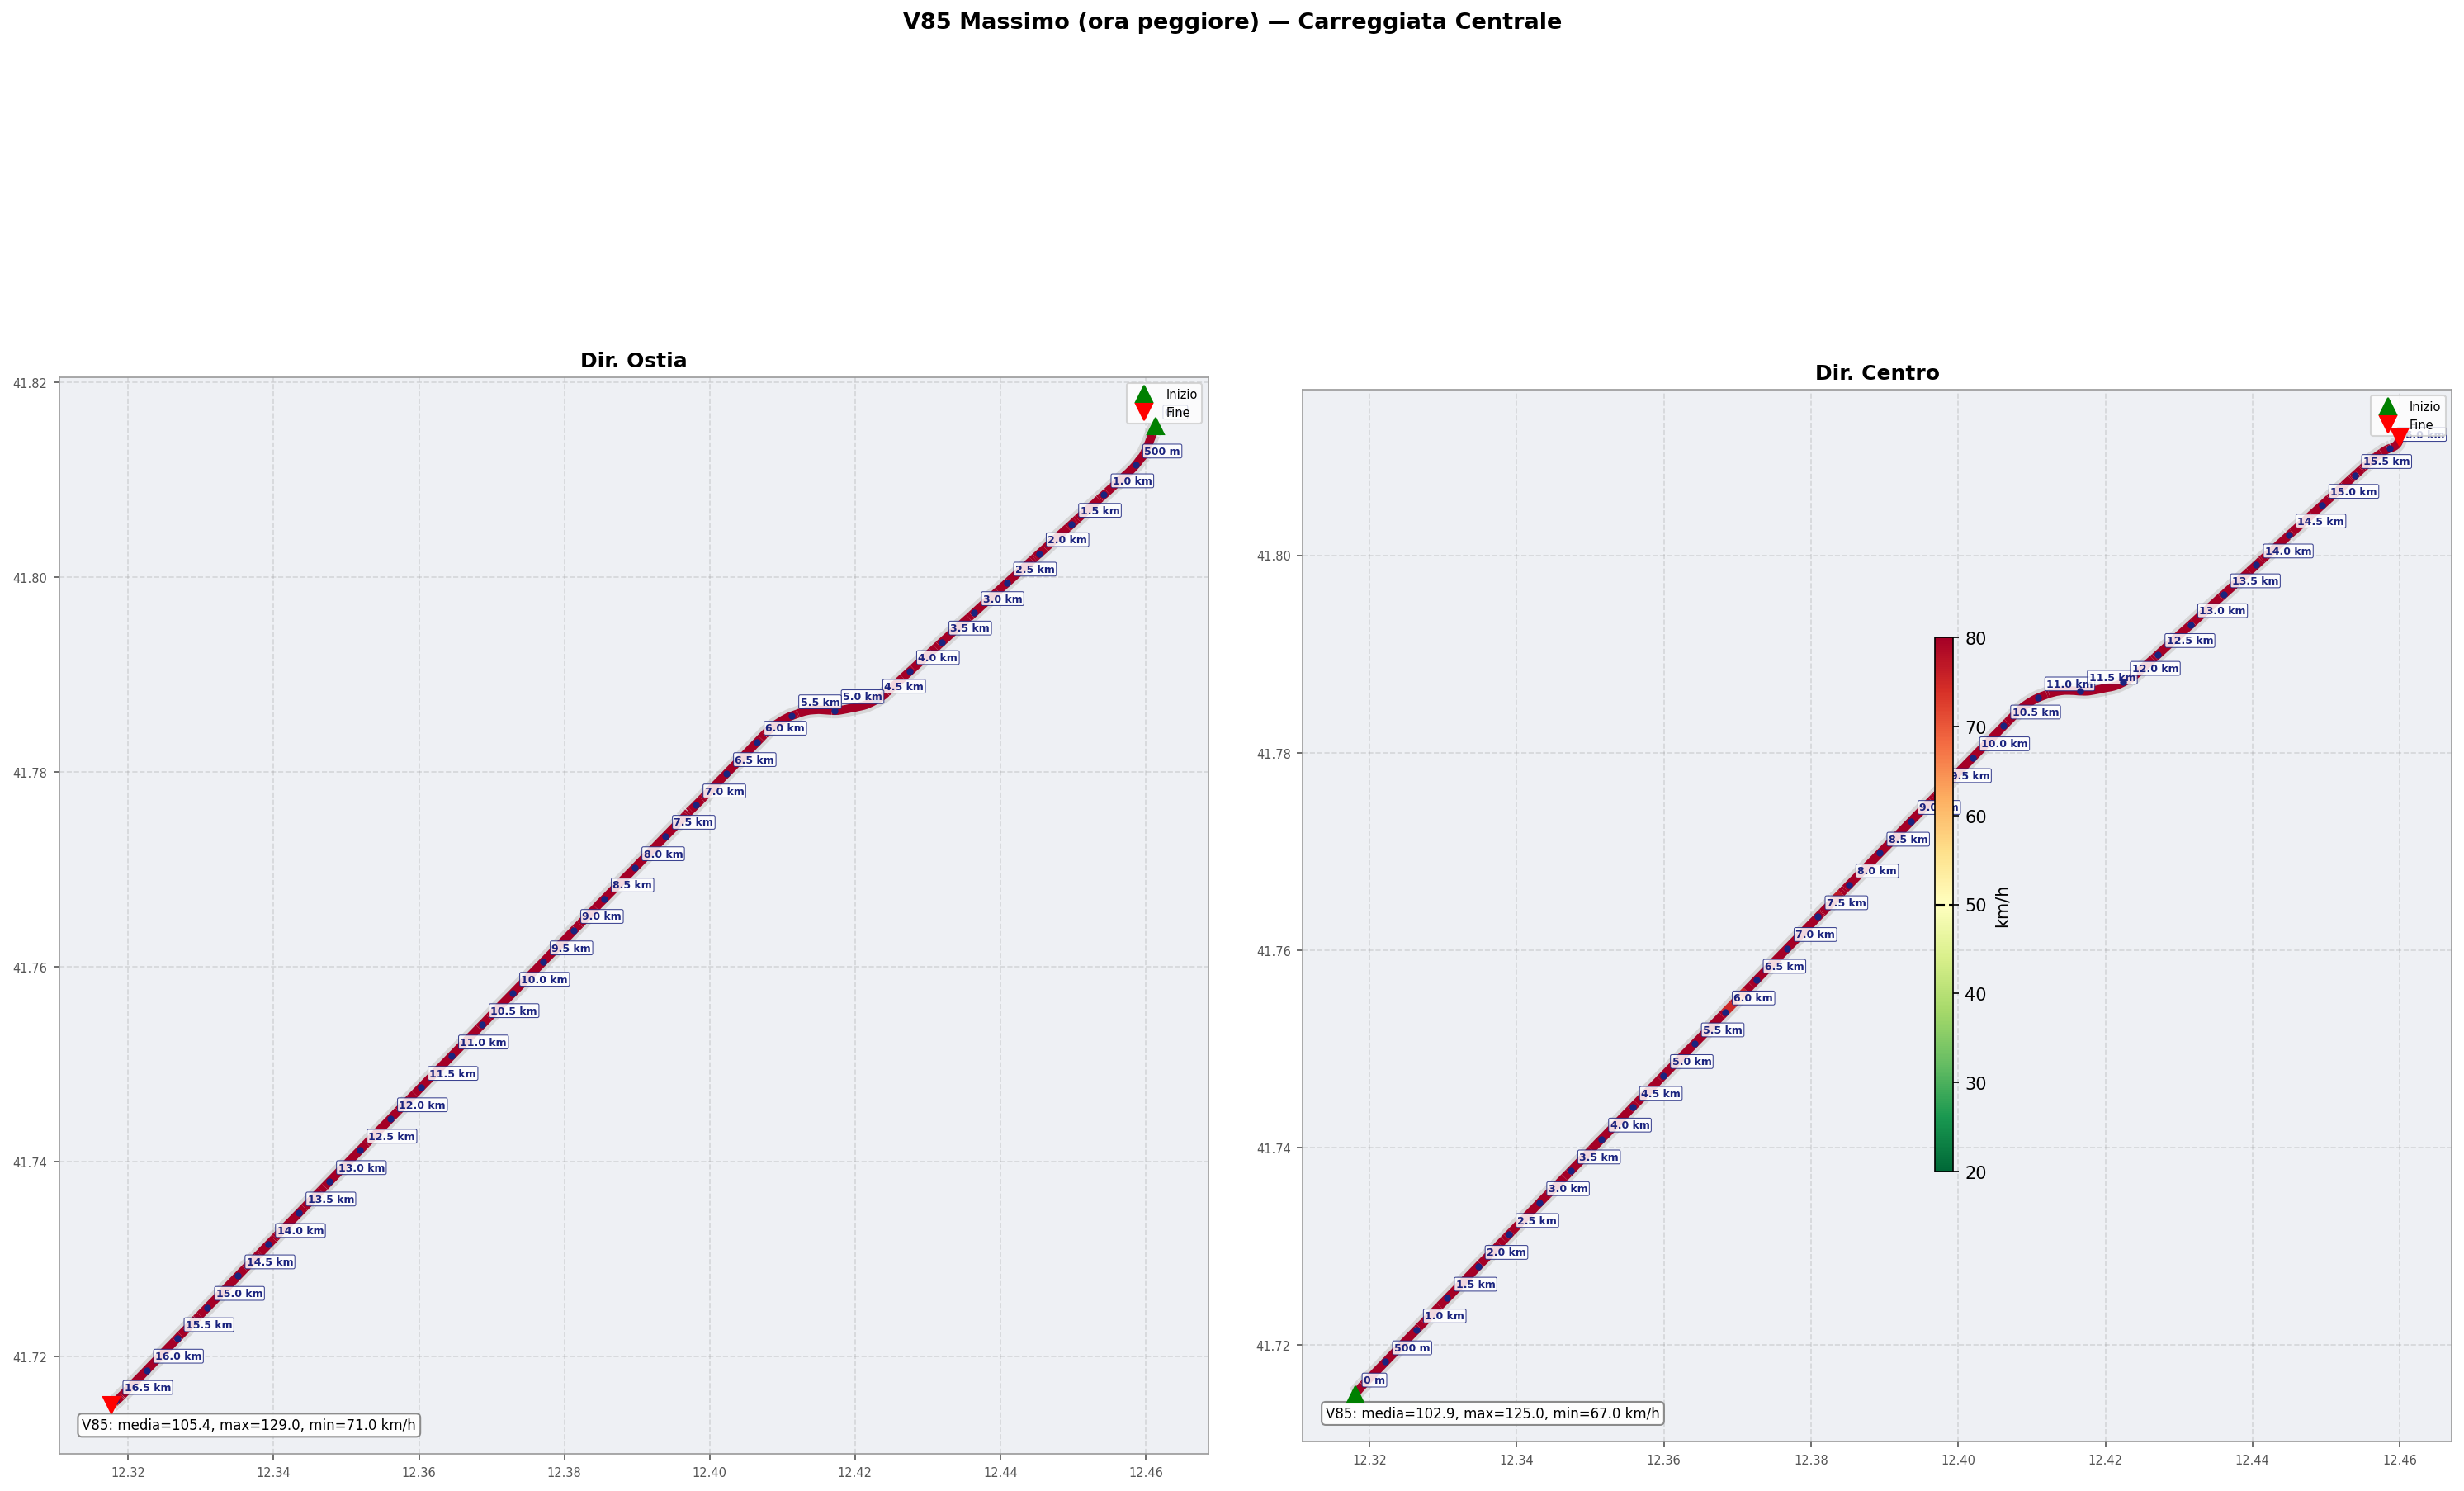 V85 Massimo (ora peggiore) — Carreggiata Centrale
Dir. Ostia
Inizio
Fine
500 m
1.0 km
1.5 km
2.0 km
2.5 km
3.0 km
3.5 km
4.0 km
4.5 km
5.0 km
5.5 km
6.0 km
6.5 km
7.0 km
7.5 km
8.0 km
8.5 km
9.0 km
9.5 km
10.0 km
10.5 km
11.0 km
11.5 km
12.0 km
12.5 km
13.0 km
13.5 km
14.0 km
14.5 km
15.0 km
15.5 km
16.0 km
16.5 km
V85: media=105.4, max=129.0, min=71.0 km/h
41.82
41.80
41.78
41.76
41.74
41.72
12.32
12.34
12.36
12.38
12.40
12.42
12.44
12.46
Dir. Centro
Inizio
Fine
15.5 km
15.0 km
14.5 km
14.0 km
13.5 km
13.0 km
12.5 km
12.0 km
11.5 km
11.0 km
10.5 km
10.0 km
9.5 km
8.5 km
8.0 km
7.5 km
7.0 km
6.5 km
6.0 km
5.5 km
5.0 km
4.5 km
4.0 km
3.5 km
3.0 km
2.5 km
2.0 km
1.5 km
1.0 km
500 m
0 m
V85: media=102.9, max=125.0, min=67.0 km/h
41.80
41.78
41.76
41.74
41.72
12.32
12.34
12.36
12.38
12.40
12.42
12.44
12.46
80
70
60
50
40
30
20
km/h